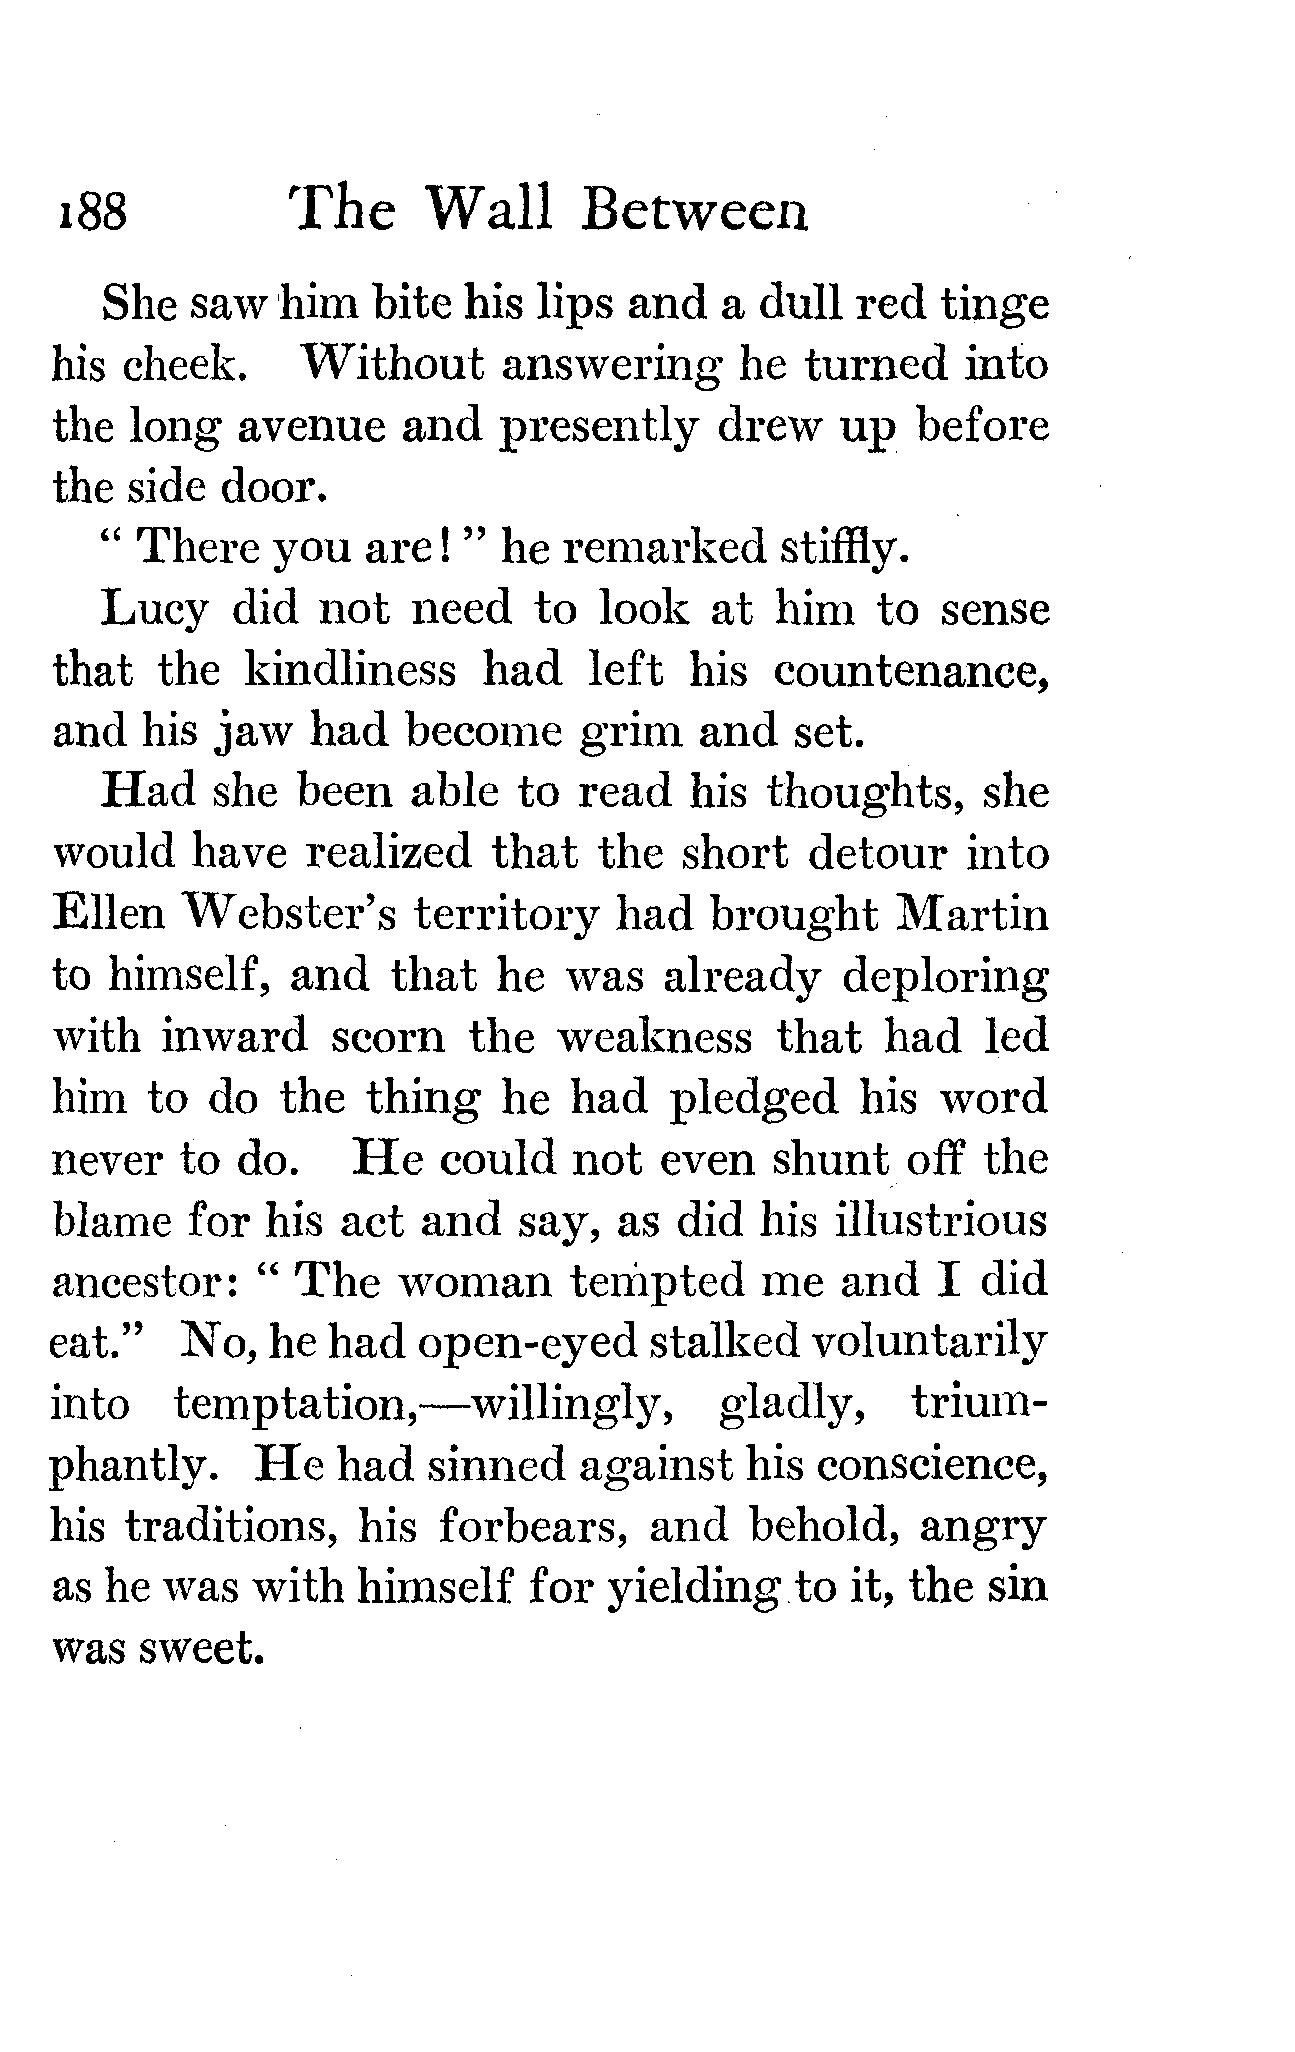 188 The Wall Between
She saw him bite his lips and a dull red tinge
his cheek. Without answering he turned into
the long avenue and presently drew up before
the side door.
" There you are! " he remarked stiffly.
Lucy did not need to look at him to sense
that the kindliness had left his countenance,
and his jaw had become grim and set.
Had she been able to read his thoughts, she
would have realized that the short detour into
Ellen Webster's territory had brought Martin
to himself, and that he was already deploring
with inward scorn the weakness that had led
him to do the thing he had pledged his word
never to do. He could not even shunt off the
blame for his act and say, as did his illustrious
ancestor: " The woman tempted me and I did
eat." No, he had open-eyed stalked voluntarily
into temptation,—willingly, gladly, trium-
phantly. He had sinned against his conscience,
his traditions, his forbears, and behold, angry
as he was with himself for yielding to it, the sin
was sweet.